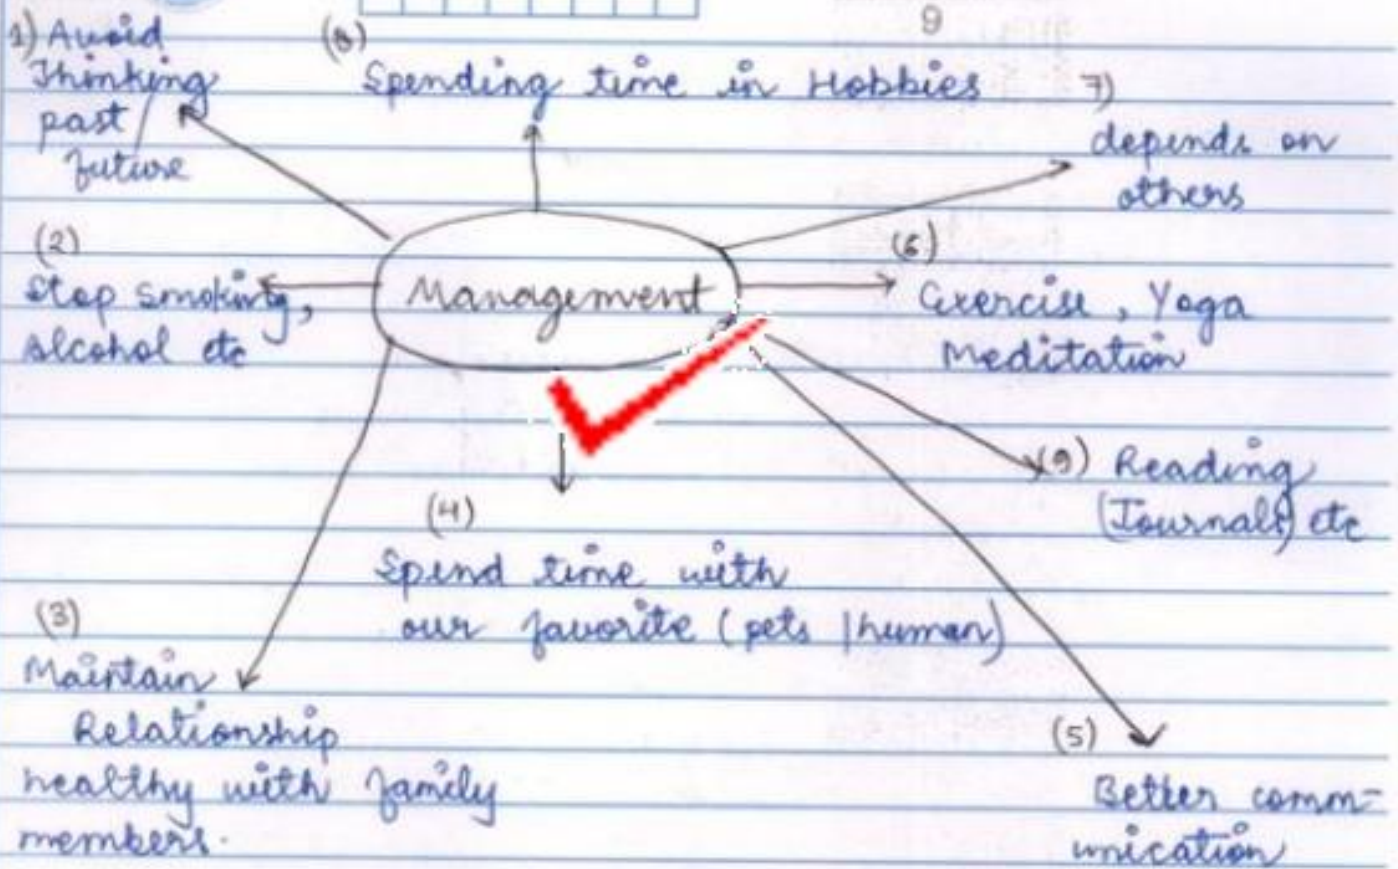 9
1) Avoid
Thinking
past /
future
(8)
Spending time in Hobbies
7)
depends on
others
(2)
Stop smoking,
Alcohol etc
Management
(6)
Exercise, Yoga
Meditation
(9) Reading
(Journals) etc
(4)
Spend time with
our favorite (pets | human)
(3)
Maintain
Relationship
healthy with family
members.
(5)
Better comm=
unication